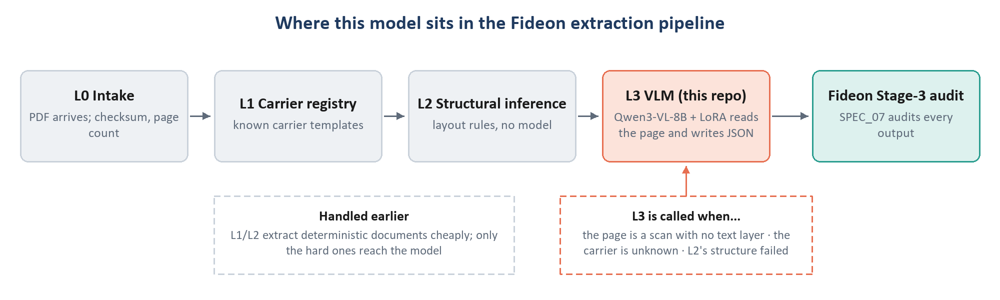 Where this model sits in the Fideon extraction pipeline
L0 Intake
PDF arrives; checksum, page
count
L1 Carrier registry
known carrier templates
L2 Structural inference
layout rules, no model
L3 VLM (this repo)
Qwen3-VL-8B + LoRA reads
the page and writes JSON
Fideon Stage-3 audit
SPEC_07 audits every
output
Handled earlier
L1/L2 extract deterministic documents cheaply; only
the hard ones reach the model
L3 is called when...
the page is a scan with no text layer · the
carrier is unknown · L2's structure failed